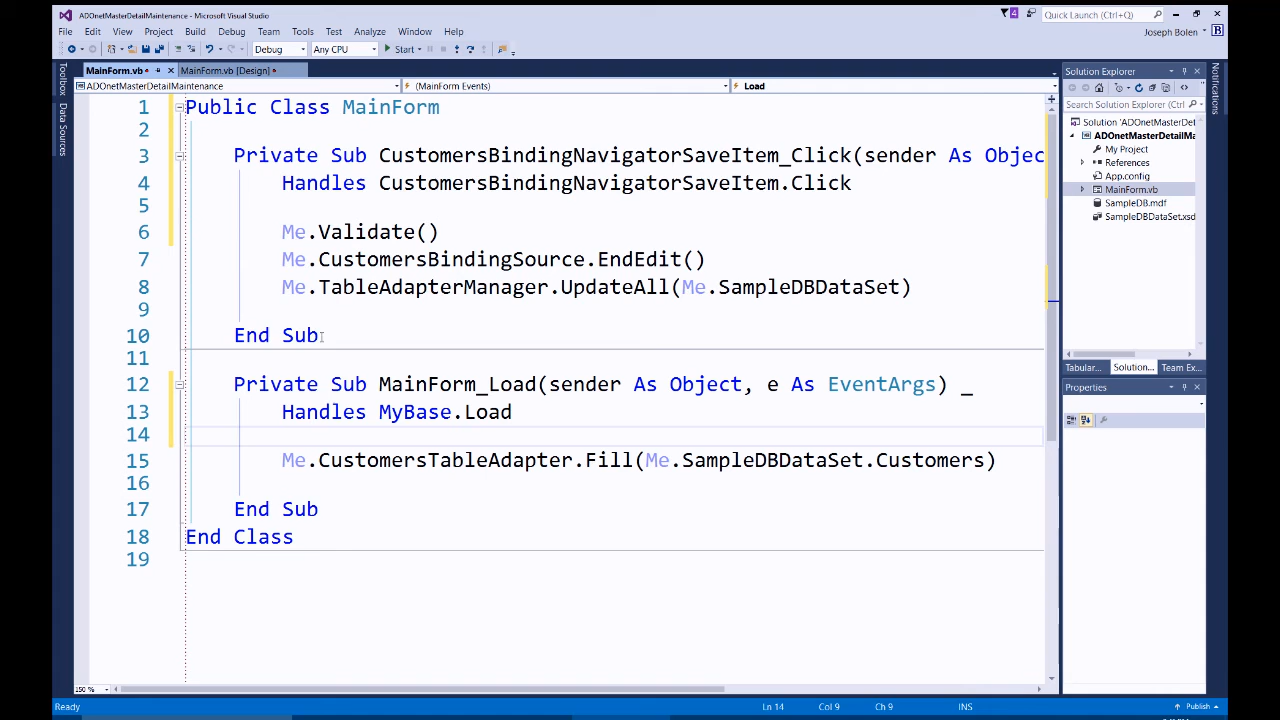 ADOnetMasterDetailMaintenance - Microsoft Visual Studio
4
Quick Launch (Ctrl+Q)
File Edit View Project Build Debug Team Tools Test Analyze Window Help
Joseph Bolen B
Debug Any CPU Start
MainForm.vb MainForm.vb [Design]
ADOnetMasterDetailMaintenance (MainForm Events) Load
Toolbox
Data Sources
1 Public Class MainForm
2
3 Private Sub CustomersBindingNavigatorSaveItem_Click(sender As Objec
4 Handles CustomersBindingNavigatorSaveItem.Click
5
6 Me.Validate()
7 Me.CustomersBindingSource.EndEdit()
8 Me.TableAdapterManager.UpdateAll(Me.SampleDBDataSet)
9
10 End Sub
11
12 Private Sub MainForm_Load(sender As Object, e As EventArgs) _
13 Handles MyBase.Load
14
15 Me.CustomersTableAdapter.Fill(Me.SampleDBDataSet.Customers)
16
17 End Sub
18 End Class
19
150 %
Solution Explorer
Search Solution Explorer (Ctrl
Solution 'ADOnetMasterDet
ADOnetMasterDetailMa
My Project
References
App.config
MainForm.vb
SampleDB.mdf
SampleDBDataSet.xsd
Tabular... Solution... Team Ex...
Properties
Notifications
Ready Ln 14 Col 9 Ch 9 INS Publish